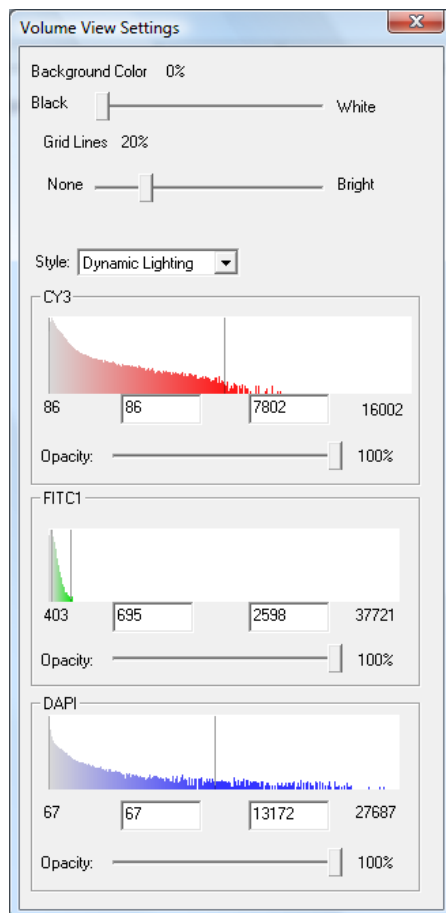 Volume View Settings
Background Color 0%
Black White
Grid Lines 20%
None Bright
Style: Dynamic Lighting
CY3
86 86 7802 16002
Opacity: 100%
FITC1
403 695 2598 37721
Opacity: 100%
DAPI
67 67 13172 27687
Opacity: 100%